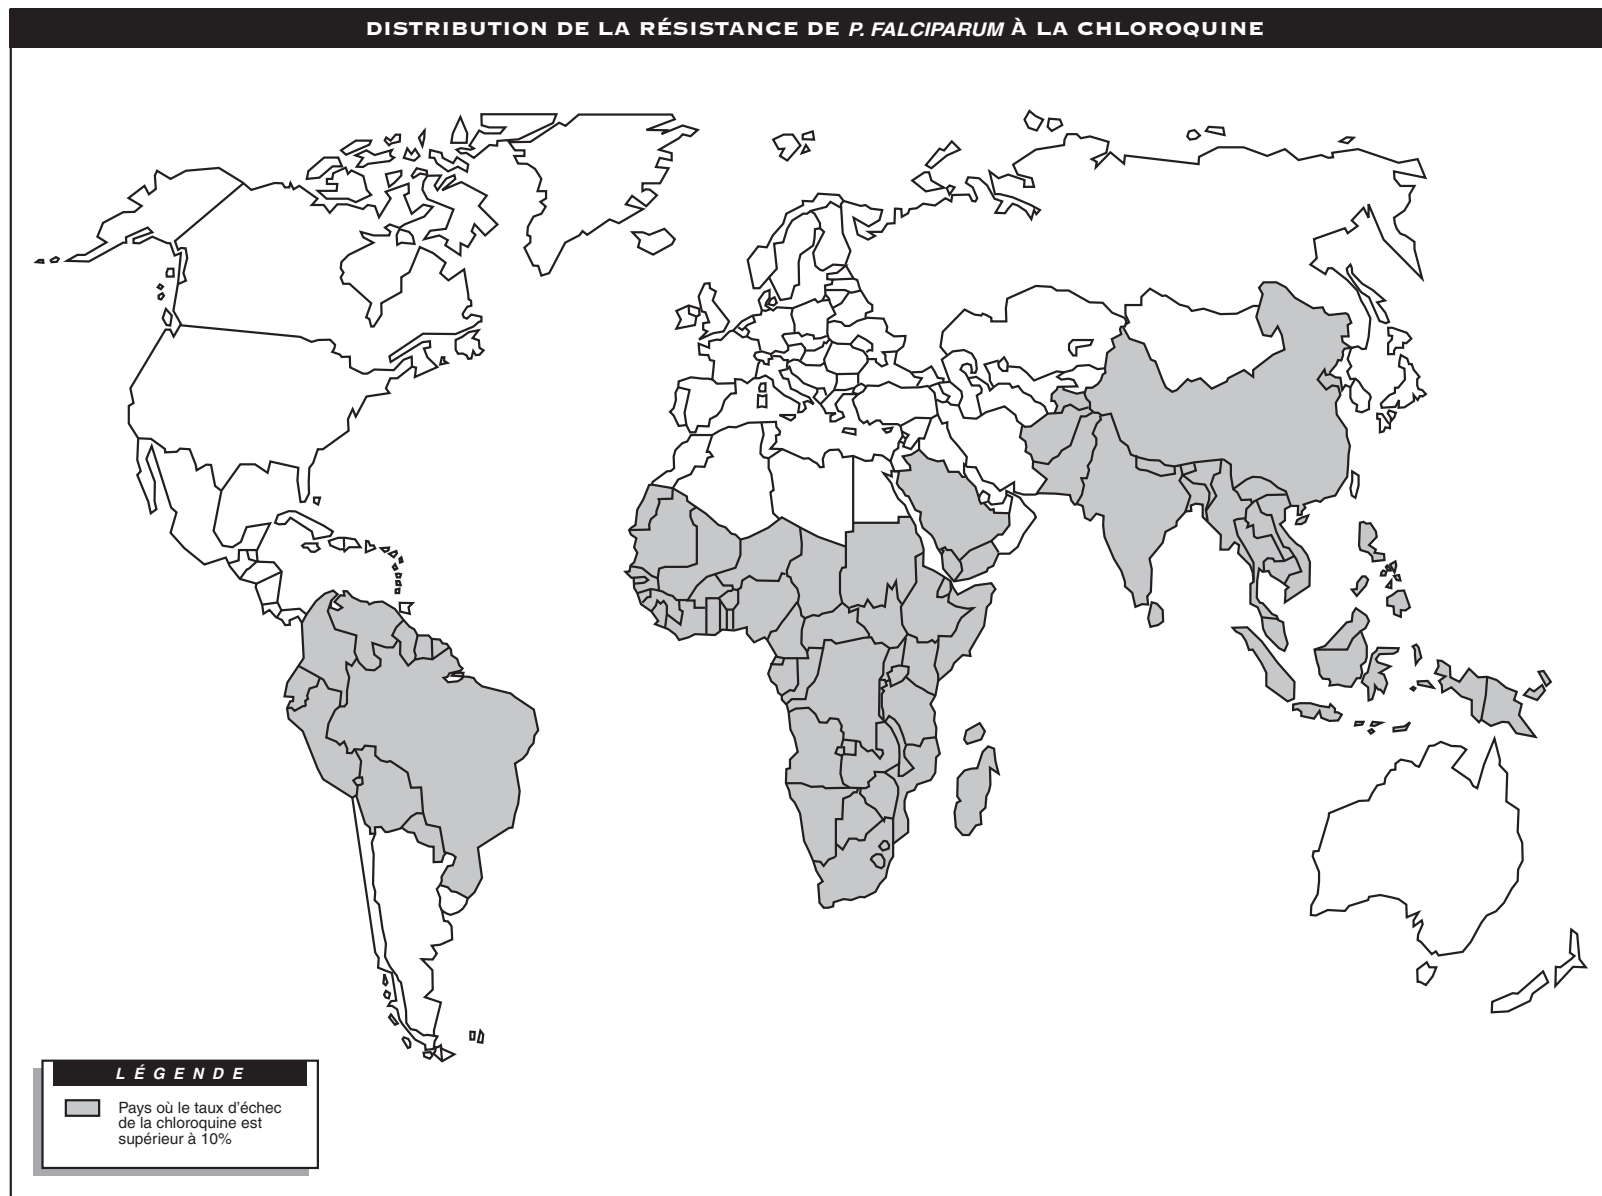 DISTRIBUTION DE LA RÉSISTANCE DE P. FALCIPARUM À LA CHLOROQUINE
LÉGENDE
Pays où le taux d'échec
de la chloroquine est
supérieur à 10%